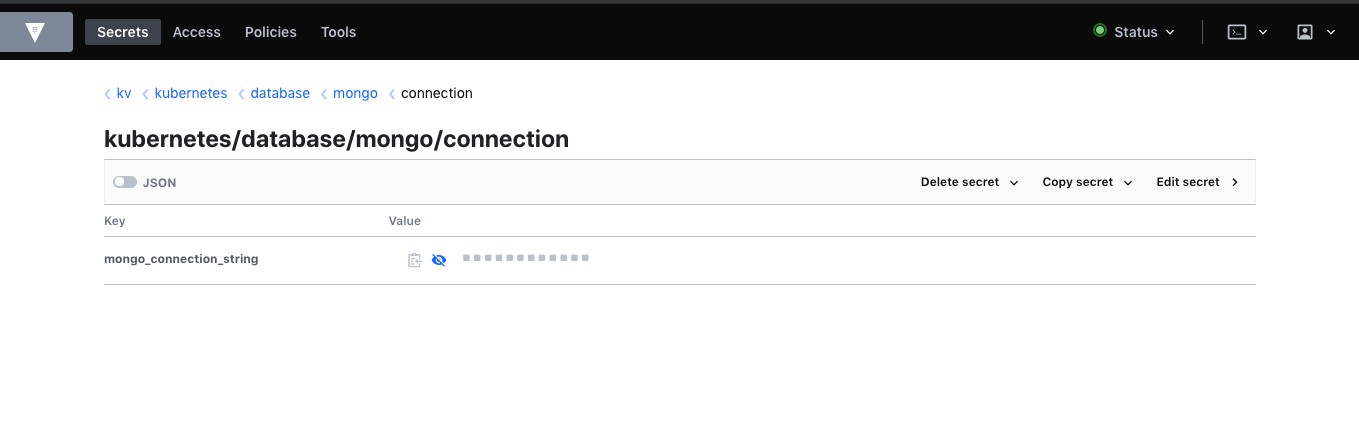 Secrets Access Policies Tools Status
kv kubernetes database mongo connection
kubernetes/database/mongo/connection
JSON Delete secret Copy secret Edit secret
Key Value
mongo_connection_string